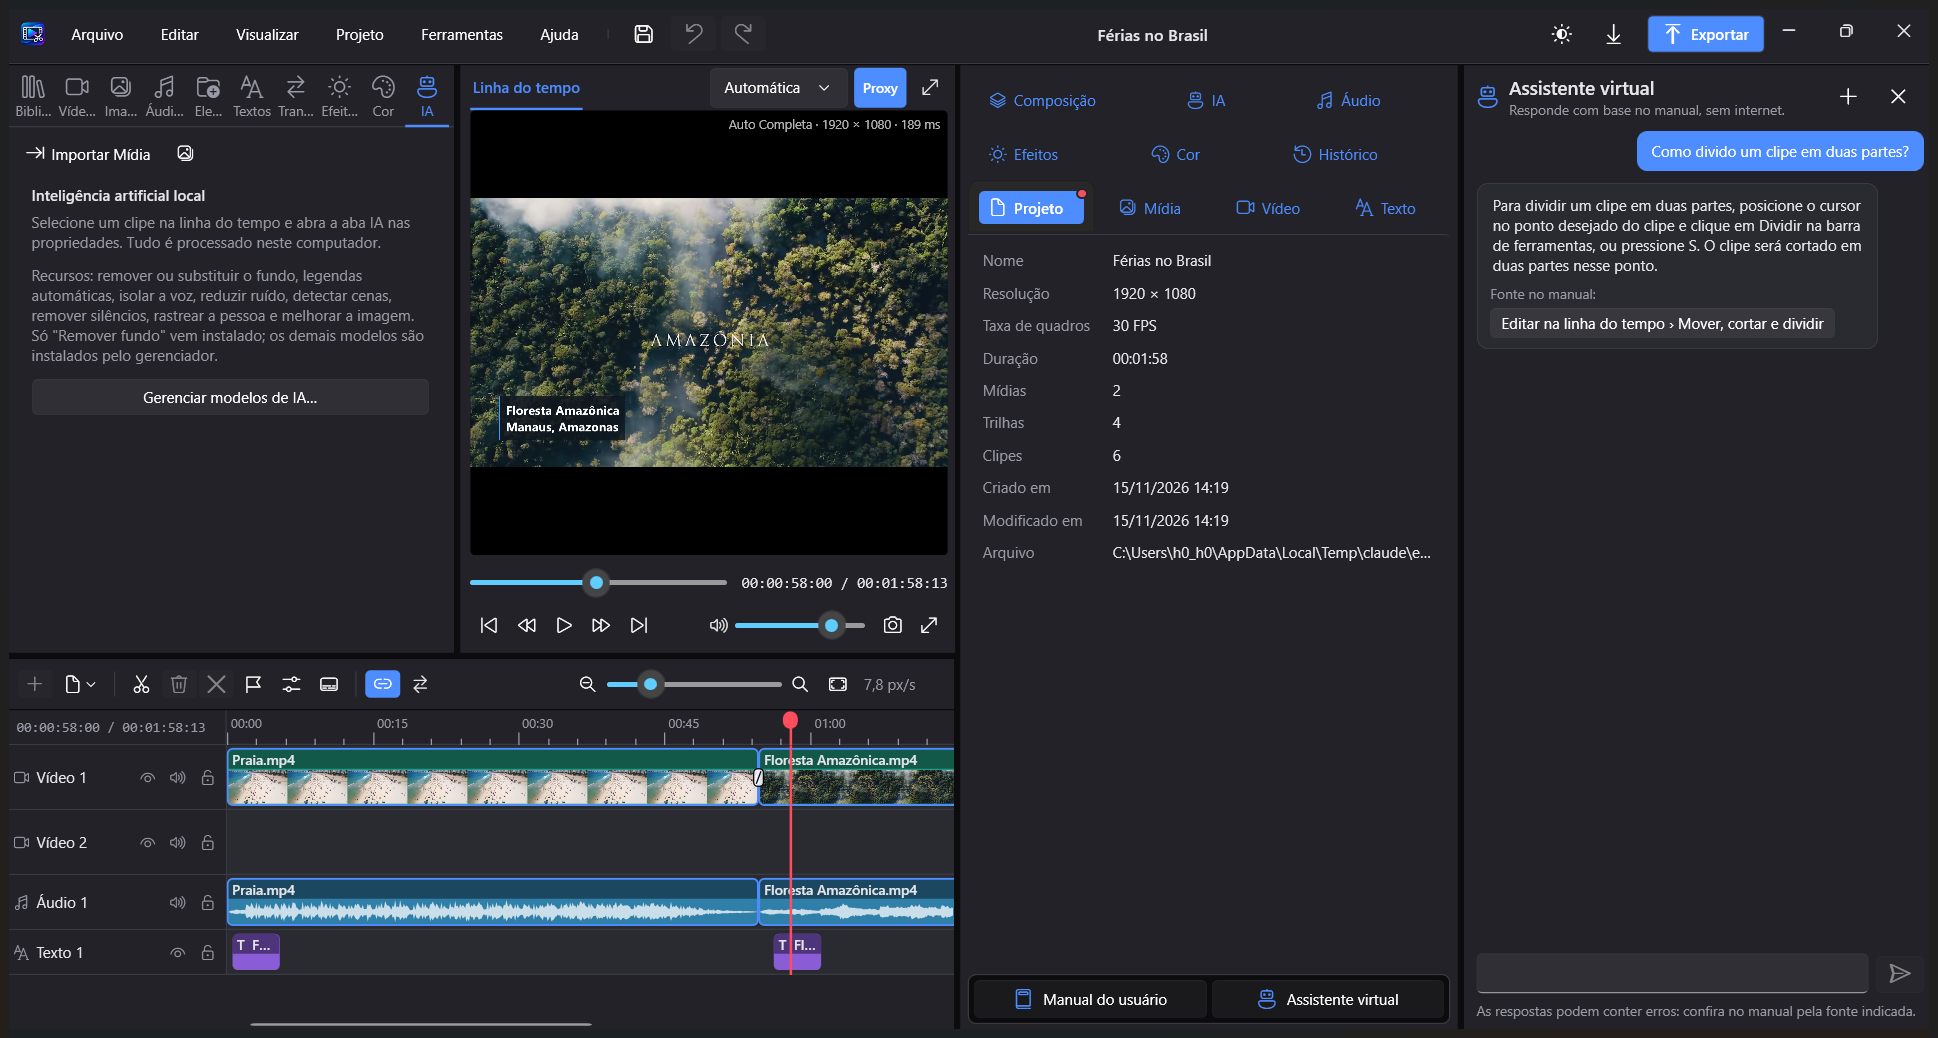 Arquivo
Editar
Visualizar
Projeto
Ferramentas
Ajuda
Férias no Brasil
Exportar
Bibli...
Víde...
Ima...
Áudi...
Ele...
Textos
Tran...
Efeit...
Cor
IA
Importar Mídia
Inteligência artificial local
Selecione um clipe na linha do tempo e abra a aba IA nas
propriedades. Tudo é processado neste computador.
Recursos: remover ou substituir o fundo, legendas
automáticas, isolar a voz, reduzir ruído, detectar cenas,
remover silêncios, rastrear a pessoa e melhorar a imagem.
Só "Remover fundo" vem instalado; os demais modelos são
instalados pelo gerenciador.
Gerenciar modelos de IA...
Linha do tempo
Automática
Proxy
Auto Completa · 1920 × 1080 · 189 ms
AMAZÔNIA
Floresta Amazônica
Manaus, Amazonas
00:00:58:00 / 00:01:58:13
Composição
IA
Áudio
Efeitos
Cor
Histórico
Projeto
Mídia
Vídeo
Texto
Nome Férias no Brasil
Resolução 1920 × 1080
Taxa de quadros 30 FPS
Duração 00:01:58
Mídias 2
Trilhas 4
Clipes 6
Criado em 15/11/2026 14:19
Modificado em 15/11/2026 14:19
Arquivo C:\Users\h0_h0\AppData\Local\Temp\claude\e...
Manual do usuário
Assistente virtual
Assistente virtual
Responde com base no manual, sem internet.
Como divido um clipe em duas partes?
Para dividir um clipe em duas partes, posicione o cursor
no ponto desejado do clipe e clique em Dividir na barra
de ferramentas, ou pressione S. O clipe será cortado em
duas partes nesse ponto.
Fonte no manual:
Editar na linha do tempo › Mover, cortar e dividir
As respostas podem conter erros: confira no manual pela fonte indicada.
7,8 px/s
00:00:58:00 / 00:01:58:13
00:00
00:15
00:30
00:45
01:00
Vídeo 1
Praia.mp4
Floresta Amazônica.mp4
Vídeo 2
Áudio 1
Praia.mp4
Floresta Amazônica.mp4
Texto 1
T F...
T Fl...